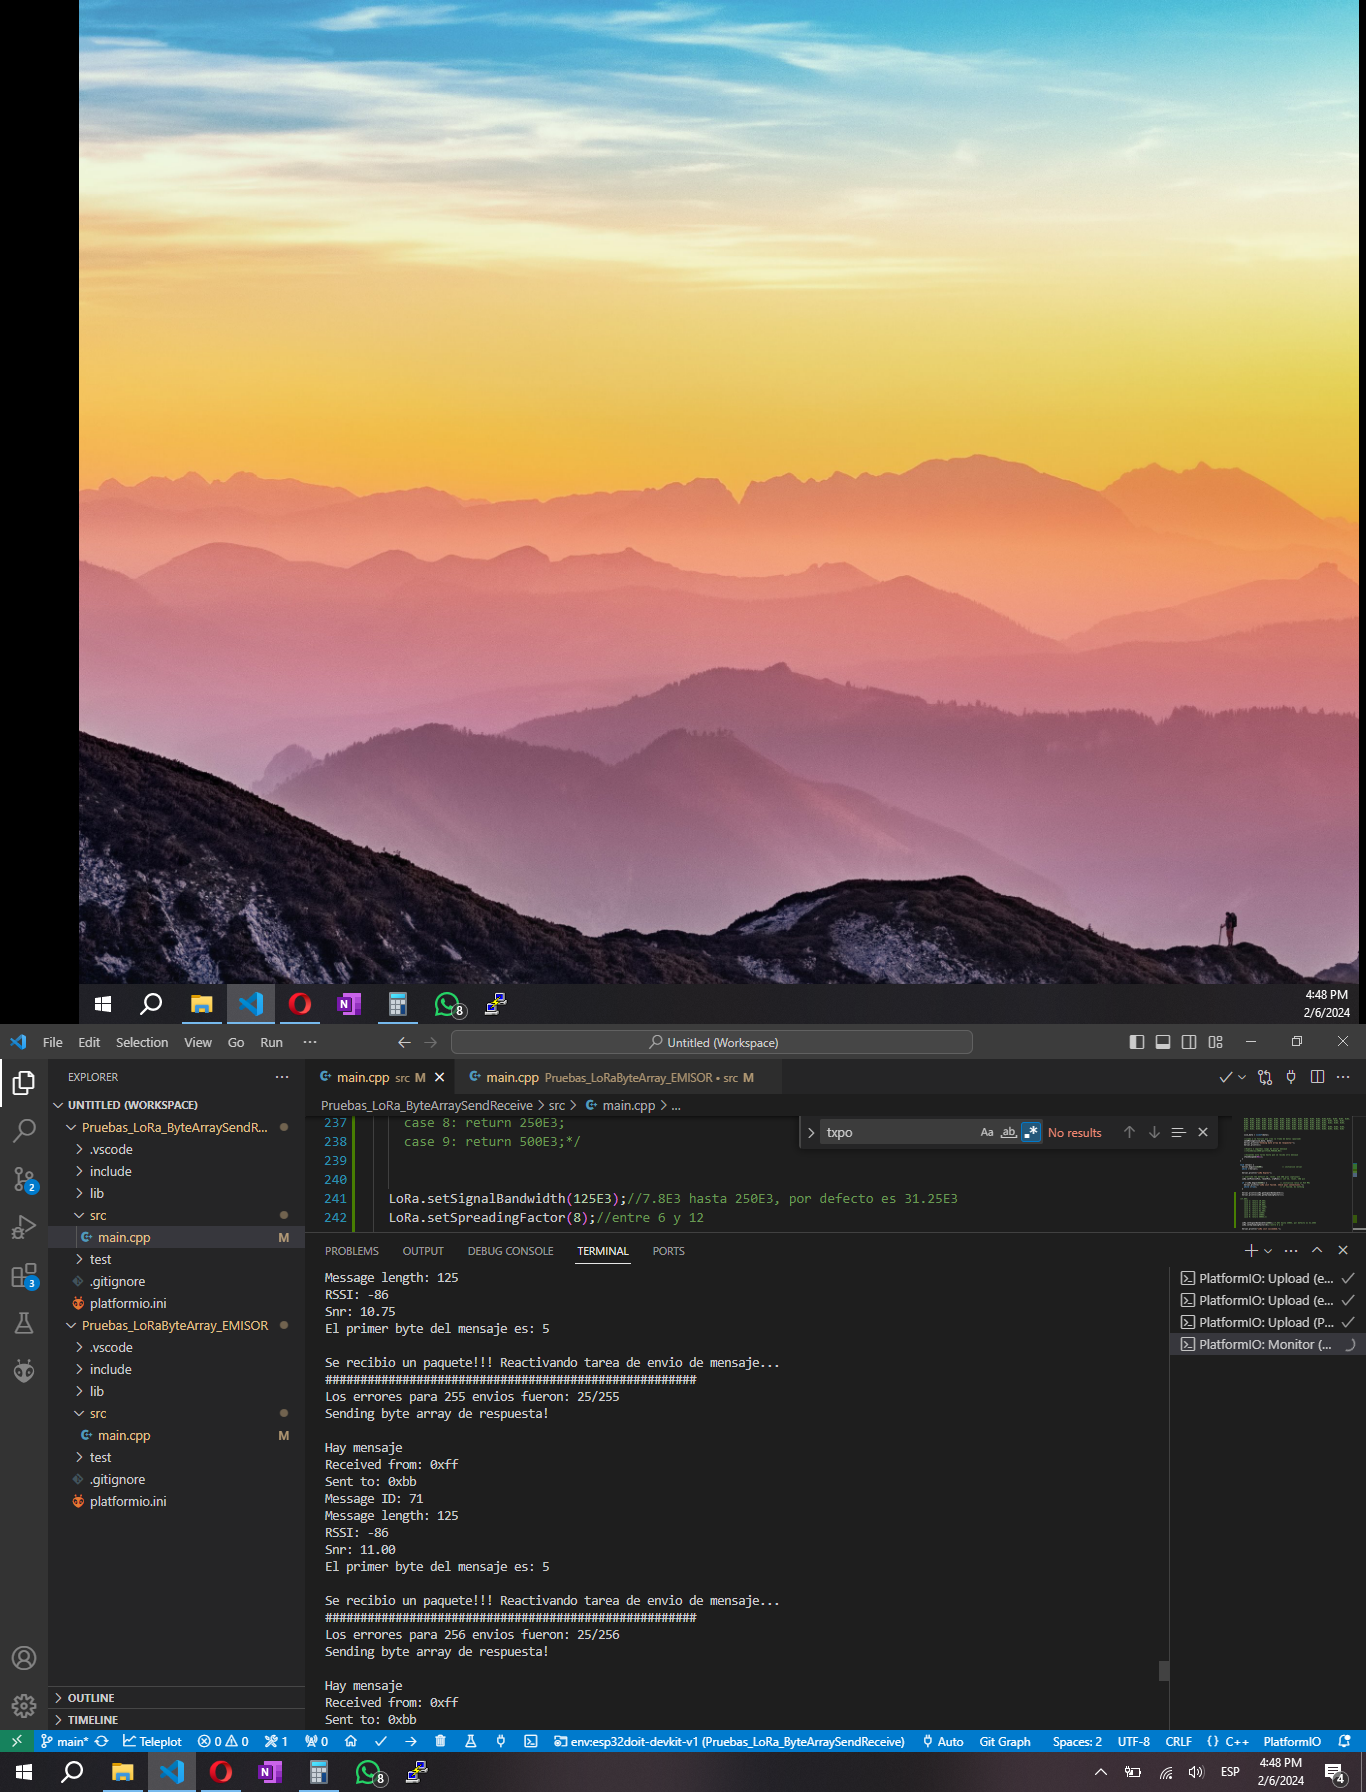 8
4:48 PM
2/6/2024
File Edit Selection View Go Run ···
Untitled (Workspace)
EXPLORER
UNTITLED (WORKSPACE)
Pruebas_LoRa_ByteArraySendR...
.vscode
include
lib
src
main.cpp M
test
.gitignore
platformio.ini
Pruebas_LoRaByteArray_EMISOR
.vscode
include
lib
src
main.cpp M
test
.gitignore
platformio.ini
OUTLINE
TIMELINE
2
3
main.cpp src M
main.cpp Pruebas_LoRaByteArray_EMISOR • src M
Pruebas_LoRa_ByteArraySendReceive > src > main.cpp > ...
txpo
Aa ab .* No results
237 case 8: return 250E3;
238 case 9: return 500E3;*/
239
240
241 LoRa.setSignalBandwidth(125E3);//7.8E3 hasta 250E3, por defecto es 31.25E3
242 LoRa.setSpreadingFactor(8);//entre 6 y 12
PROBLEMS OUTPUT DEBUG CONSOLE TERMINAL PORTS
Message length: 125
RSSI: -86
Snr: 10.75
El primer byte del mensaje es: 5
Se recibio un paquete!!! Reactivando tarea de envio de mensaje...
#####################################################
Los errores para 255 envios fueron: 25/255
Sending byte array de respuesta!
Hay mensaje
Received from: 0xff
Sent to: 0xbb
Message ID: 71
Message length: 125
RSSI: -86
Snr: 11.00
El primer byte del mensaje es: 5
Se recibio un paquete!!! Reactivando tarea de envio de mensaje...
#####################################################
Los errores para 256 envios fueron: 25/256
Sending byte array de respuesta!
Hay mensaje
Received from: 0xff
Sent to: 0xbb
PlatformIO: Upload (e...
PlatformIO: Upload (e...
PlatformIO: Upload (P...
PlatformIO: Monitor (...
main* Teleplot 0 0 1 0 env:esp32doit-devkit-v1 (Pruebas_LoRa_ByteArraySendReceive) Auto Git Graph Spaces: 2 UTF-8 CRLF {} C++ PlatformIO
8
ESP
4:48 PM
2/6/2024
4